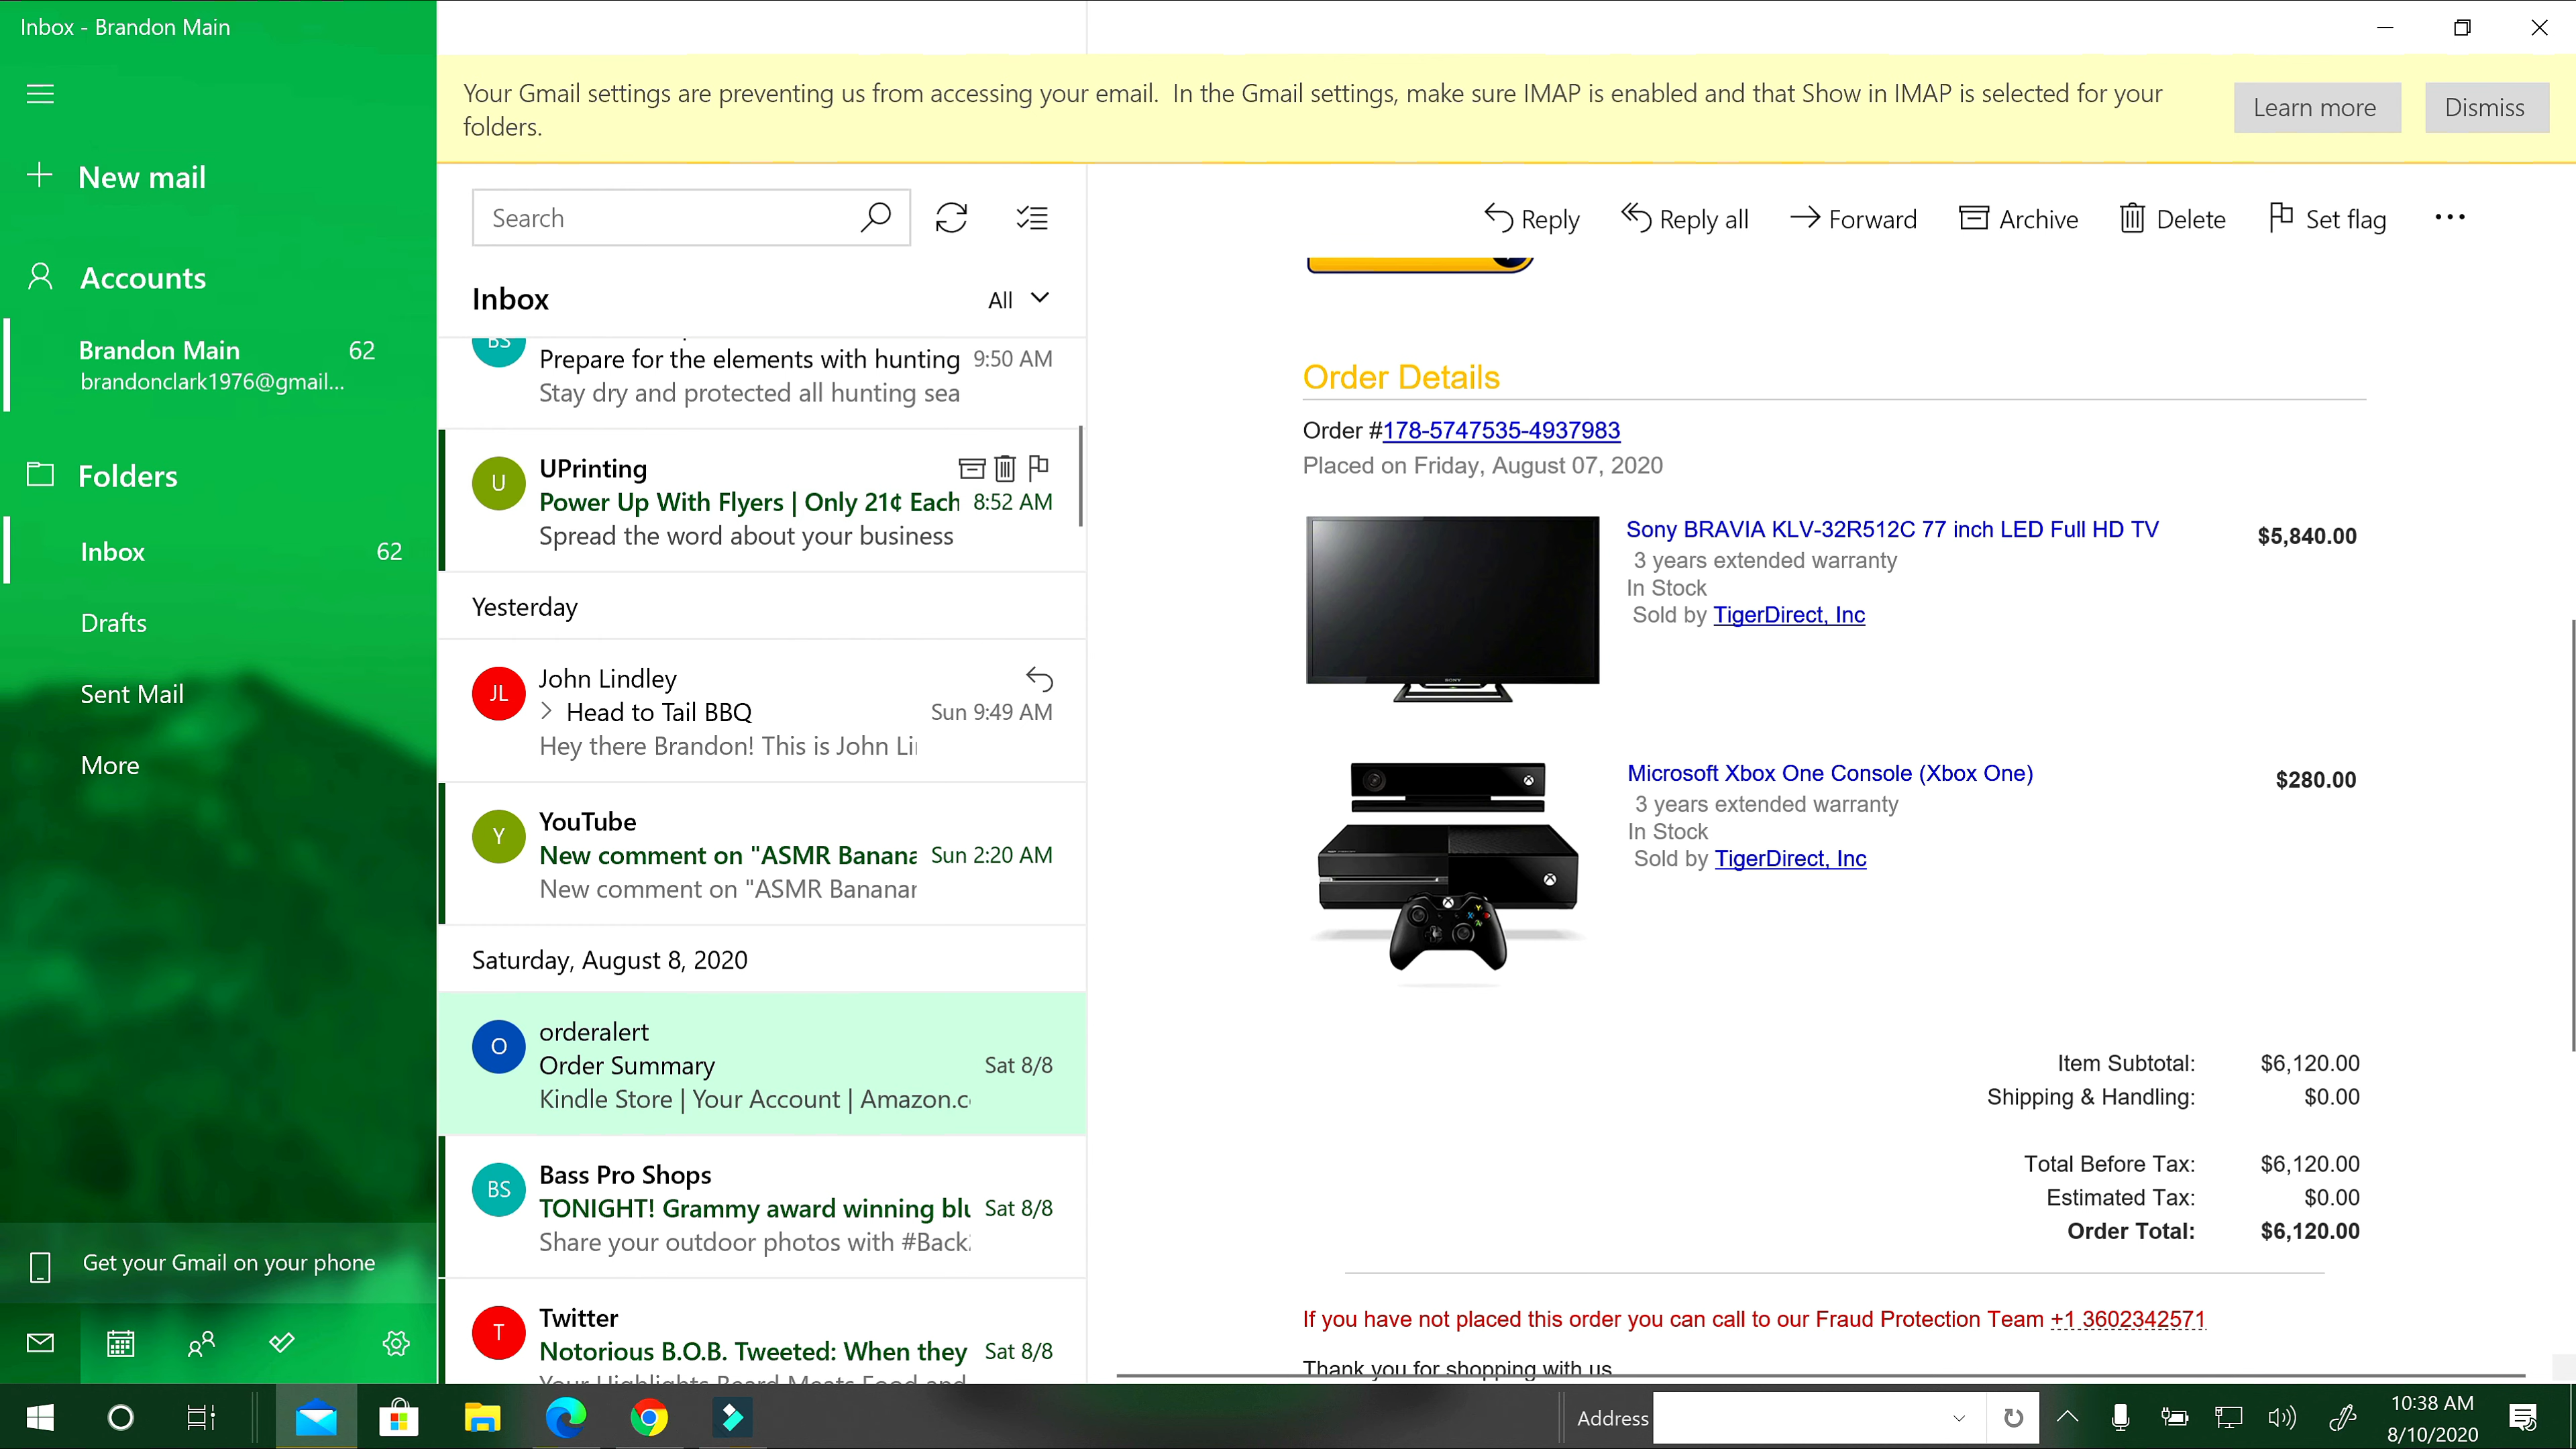 Inbox - Brandon Main
New mail
Accounts
Brandon Main 62
brandonclark1976@gmail...
Folders
Inbox 62
Drafts
Sent Mail
More
Get your Gmail on your phone
Your Gmail settings are preventing us from accessing your email. In the Gmail settings, make sure IMAP is enabled and that Show in IMAP is selected for your
folders.
Learn more
Dismiss
Search
Inbox
All
BS
Prepare for the elements with hunting 9:50 AM
Stay dry and protected all hunting sea
U
UPrinting
Power Up With Flyers | Only 21¢ Each 8:52 AM
Spread the word about your business
Yesterday
JL
John Lindley
Head to Tail BBQ Sun 9:49 AM
Hey there Brandon! This is John Li
Y
YouTube
New comment on "ASMR Banana Sun 2:20 AM
New comment on "ASMR Bananar
Saturday, August 8, 2020
O
orderalert
Order Summary Sat 8/8
Kindle Store | Your Account | Amazon.c
BS
Bass Pro Shops
TONIGHT! Grammy award winning blu Sat 8/8
Share your outdoor photos with #Back
T
Twitter
Notorious B.O.B. Tweeted: When they Sat 8/8
Your Highlights Beard Meats Food and
Reply
Reply all
Forward
Archive
Delete
Set flag
Order Details
Order #178-5747535-4937983
Placed on Friday, August 07, 2020
Sony BRAVIA KLV-32R512C 77 inch LED Full HD TV $5,840.00
3 years extended warranty
In Stock
Sold by TigerDirect, Inc
SONY
Microsoft Xbox One Console (Xbox One) $280.00
3 years extended warranty
In Stock
Sold by TigerDirect, Inc
Item Subtotal: $6,120.00
Shipping & Handling: $0.00
Total Before Tax: $6,120.00
Estimated Tax: $0.00
Order Total: $6,120.00
If you have not placed this order you can call to our Fraud Protection Team +1 3602342571
Thank you for shopping with us
Address
10:38 AM
8/10/2020